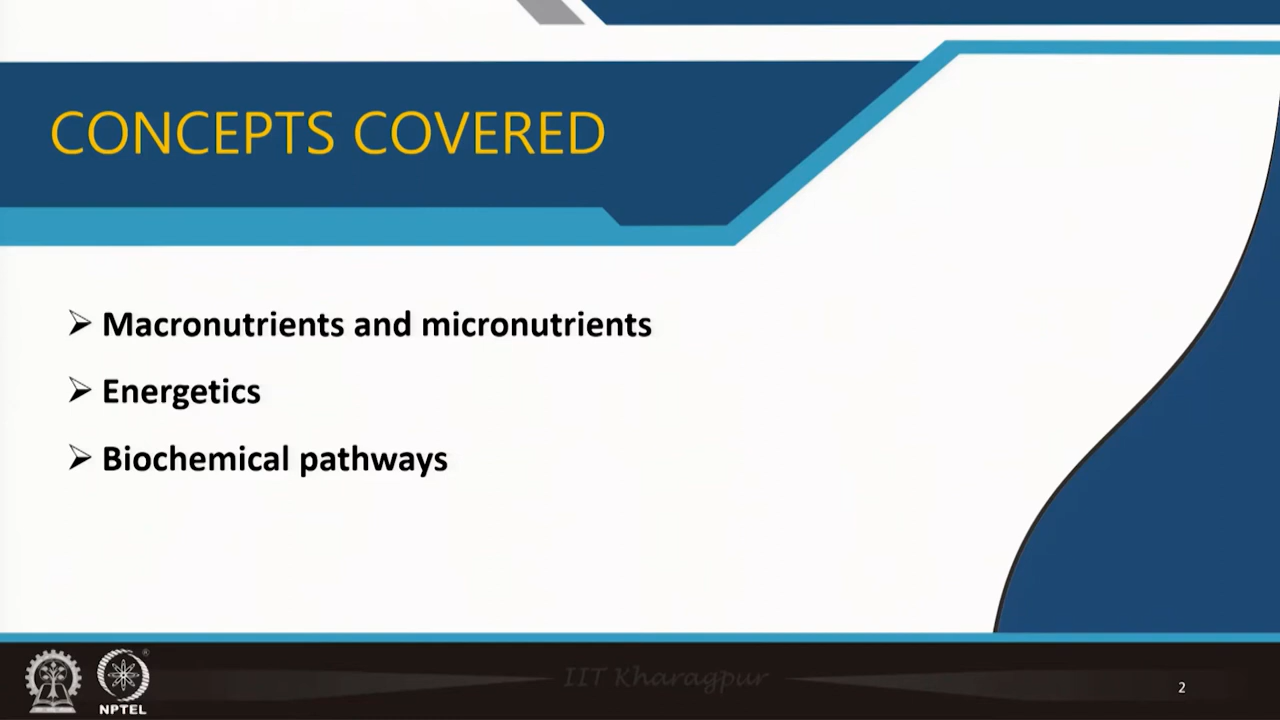 CONCEPTS COVERED
➢ Macronutrients and micronutrients
➢ Energetics
➢ Biochemical pathways
NPTEL
®
IIT Kharagpur
2